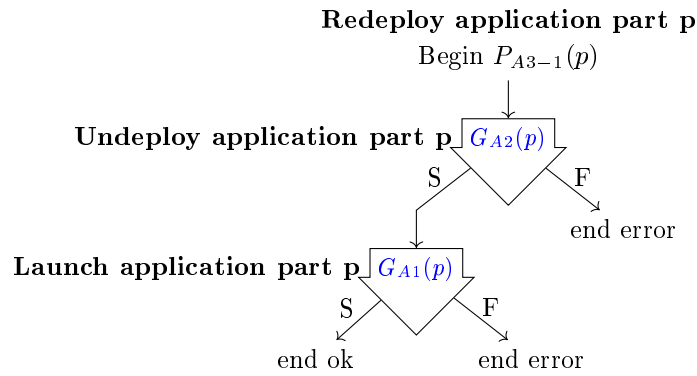 Redeploy application part p
Begin P_{A3−1}(p)
Undeploy application part p
G_{A2}(p)
S
F
end error
Launch application part p
G_{A1}(p)
S
F
end ok
end error